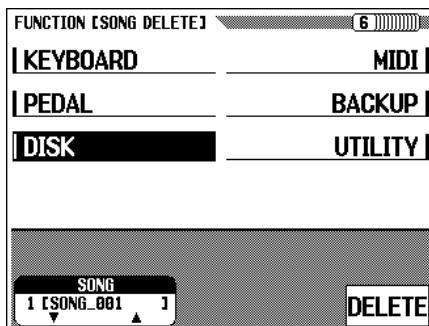 FUNCTION [SONG DELETE] 6
KEYBOARD MIDI
PEDAL BACKUP
DISK UTILITY
SONG
1 [SONG_001 ]
DELETE